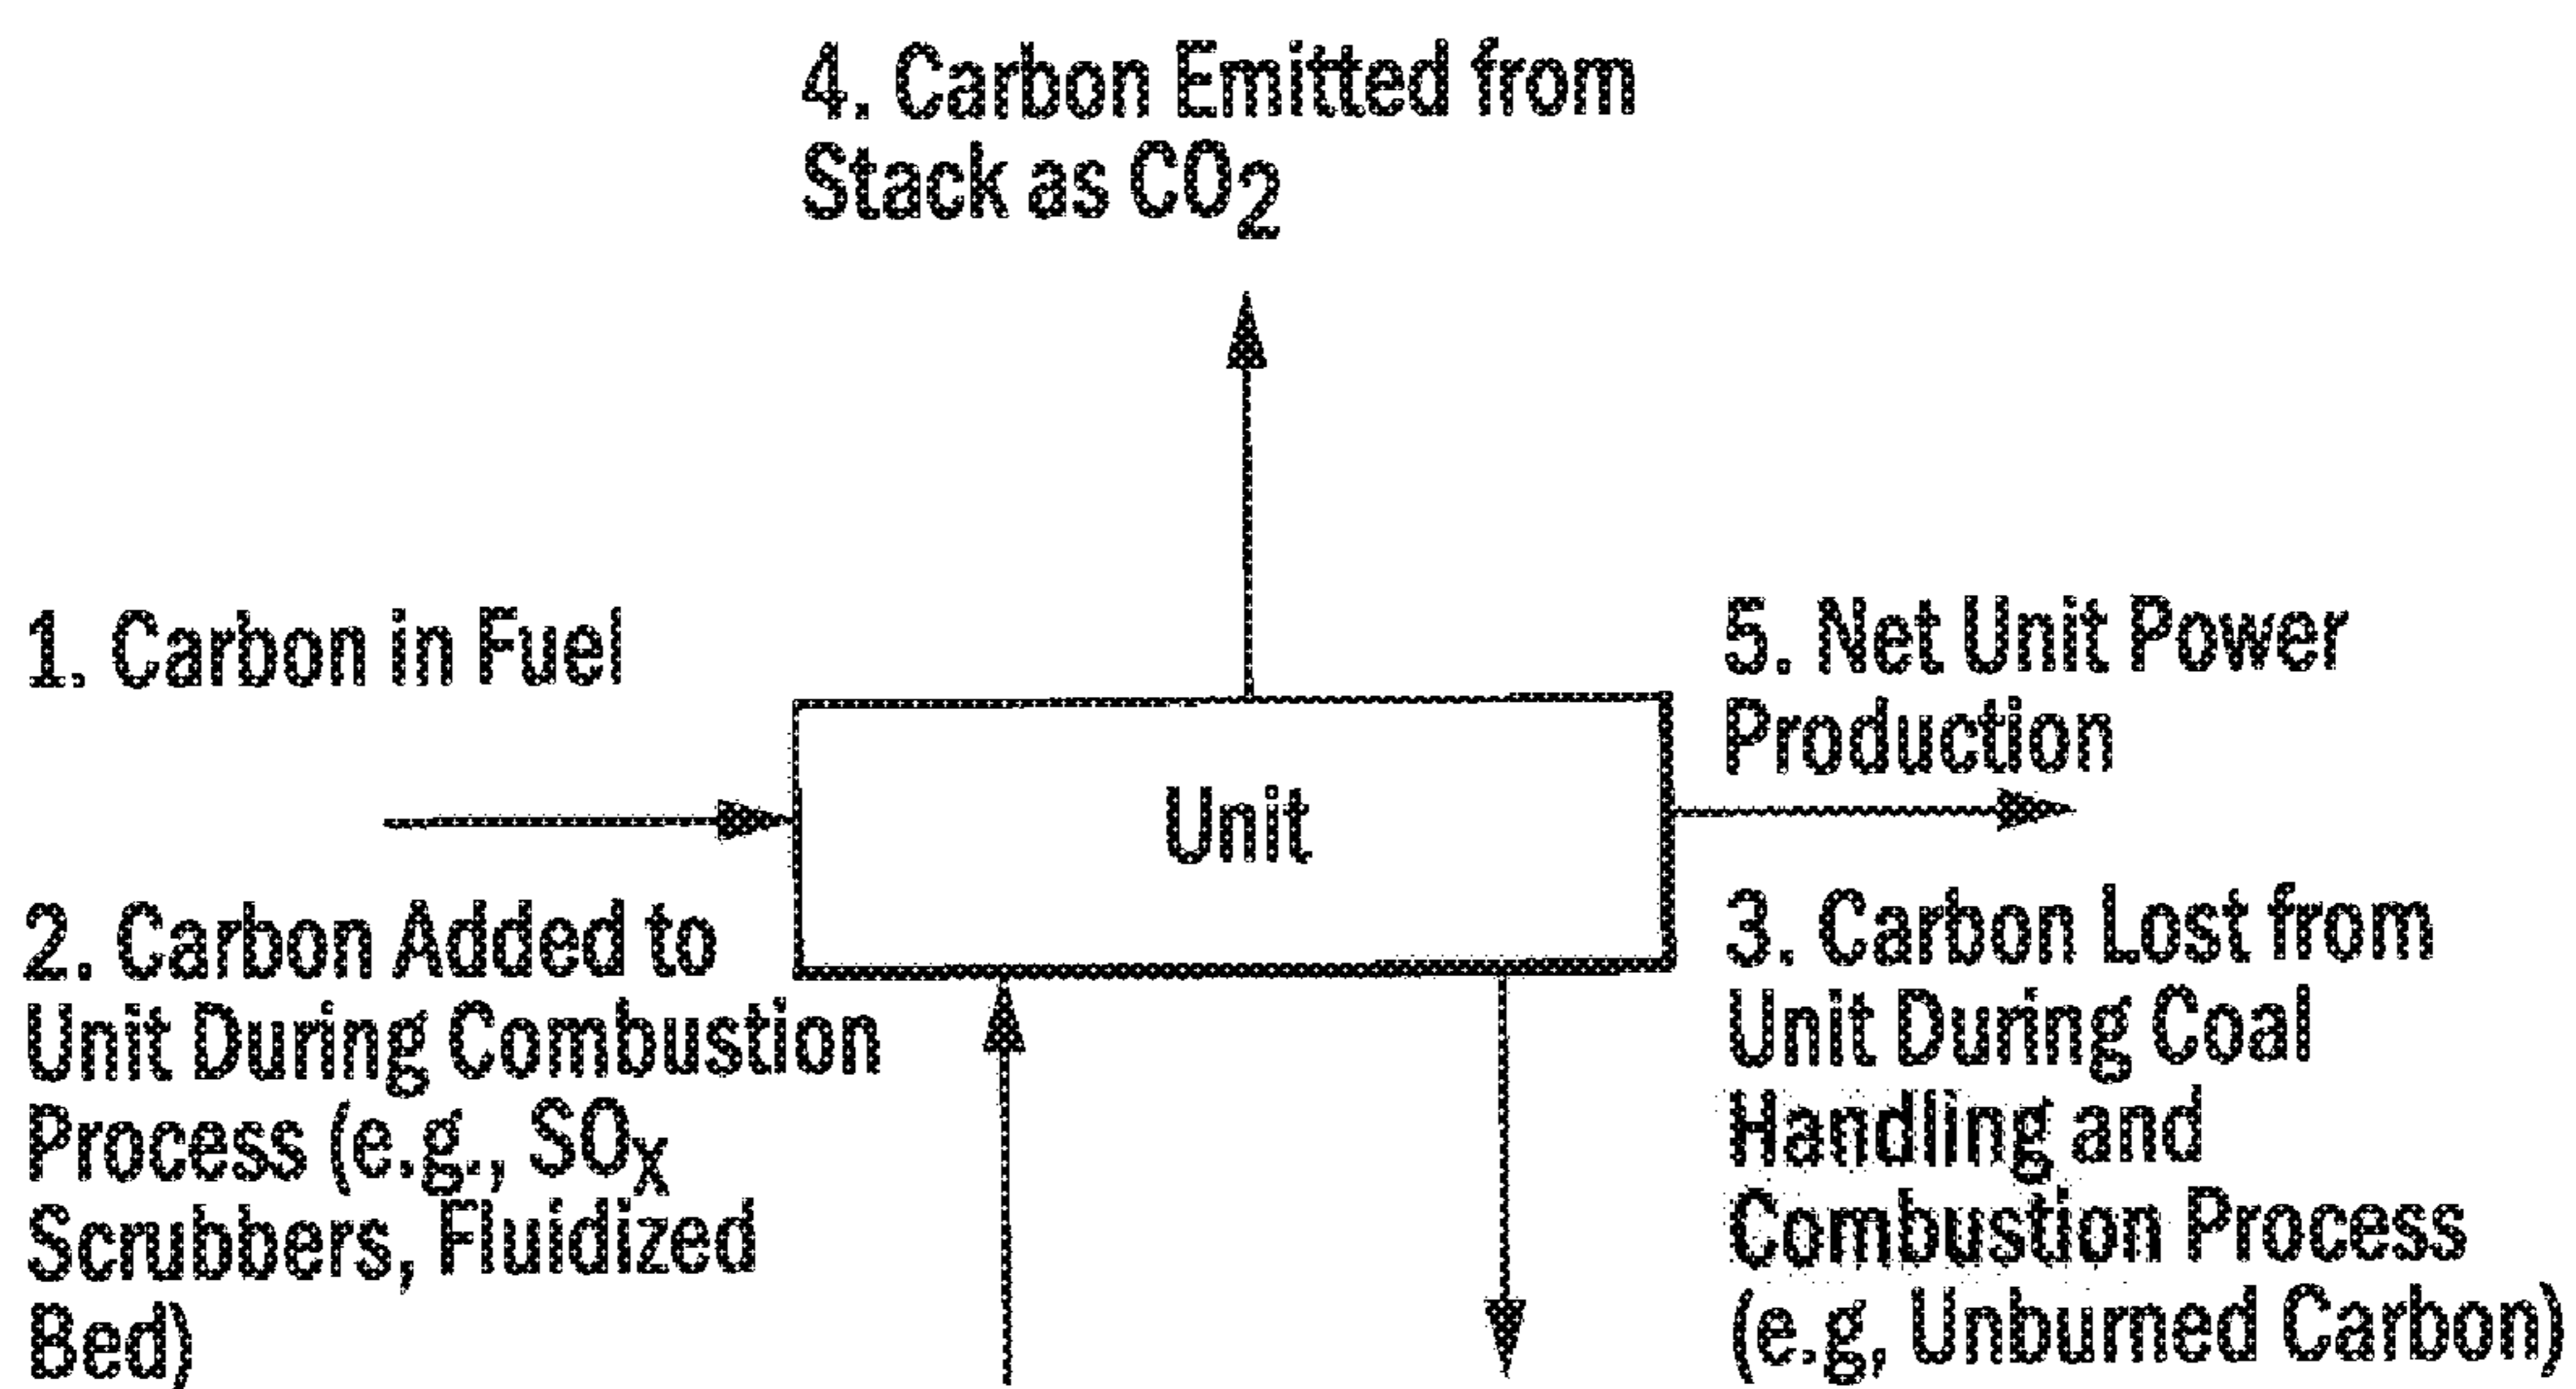 4. Carbon Emitted from
Stack as CO2
1. Carbon in Fuel
5. Net Unit Power
Production
Unit
2. Carbon Added to
Unit During Combustion
Process (e.g., SOX
Scrubbers, Fluidized
Bed)
3. Carbon Lost from
Unit During Coal
Handling and
Combustion Process
(e.g, Unburned Carbon)